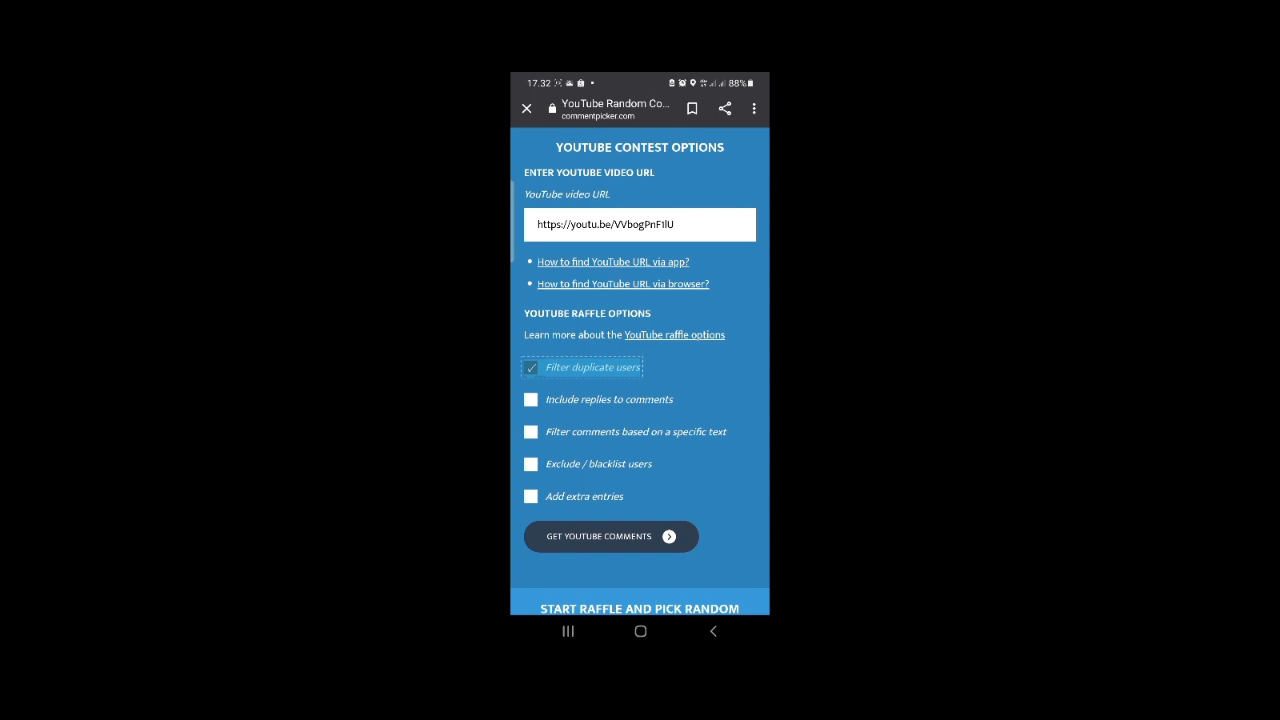 17.32
88%
YouTube Random Co...
commentpicker.com
YOUTUBE CONTEST OPTIONS
ENTER YOUTUBE VIDEO URL
YouTube video URL
https://youtu.be/VVbogPnF1lU
How to find YouTube URL via app?
How to find YouTube URL via browser?
YOUTUBE RAFFLE OPTIONS
Learn more about the YouTube raffle options
Filter duplicate users
Include replies to comments
Filter comments based on a specific text
Exclude / blacklist users
Add extra entries
GET YOUTUBE COMMENTS
START RAFFLE AND PICK RANDOM